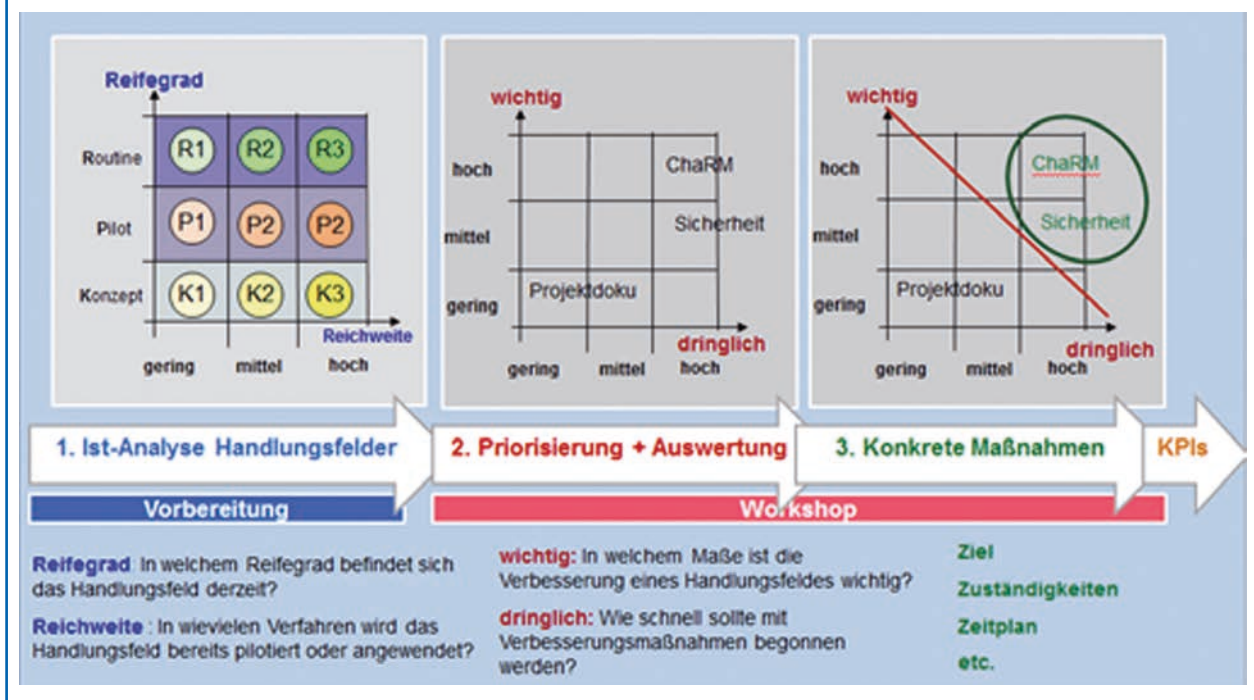 Reifegrad
Routine
R1 R2 R3
Pilot
P1 P2 P2
Konzept
K1 K2 K3
Reichweite
gering mittel hoch
wichtig
hoch
ChaRM
mittel
Sicherheit
gering
Projektdoku
dringlich
gering mittel hoch
wichtig
hoch
ChaRM
mittel
Sicherheit
gering
Projektdoku
dringlich
gering mittel hoch
1. Ist-Analyse Handlungsfelder
2. Priorisierung + Auswertung
3. Konkrete Maßnahmen
KPIs
Vorbereitung
Workshop
Reifegrad: In welchem Reifegrad befindet sich
das Handlungsfeld derzeit?
Reichweite : In wievielen Verfahren wird das
Handlungsfeld bereits pilotiert oder angewendet?
wichtig: In welchem Maße ist die
Verbesserung eines Handlungsfeldes wichtig?
dringlich: Wie schnell sollte mit
Verbesserungsmaßnahmen begonnen
werden?
Ziel
Zuständigkeiten
Zeitplan
etc.